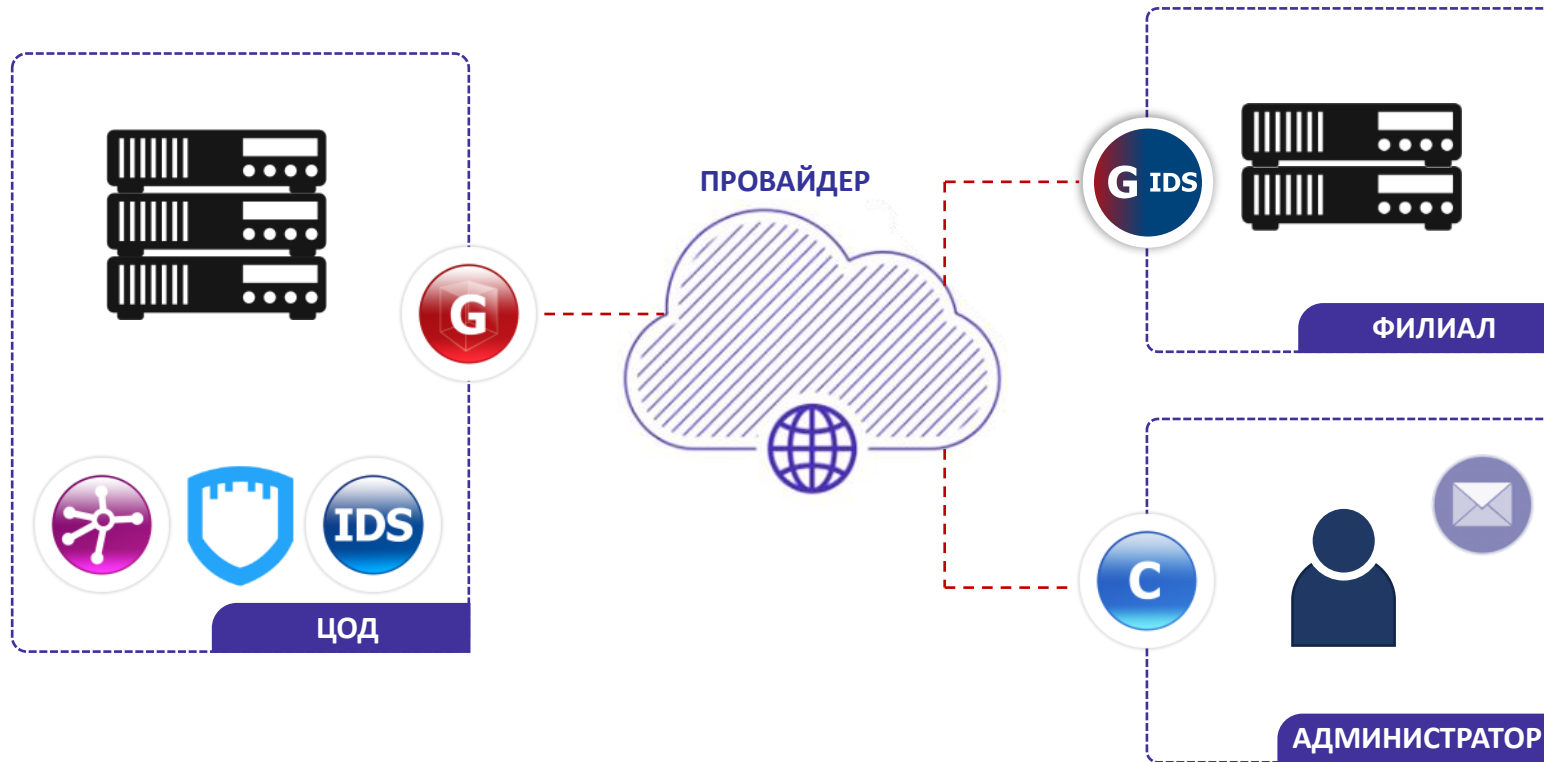 ПРОВАЙДЕР
G IDS
ФИЛИАЛ
G
IDS
ЦОД
C
АДМИНИСТРАТОР